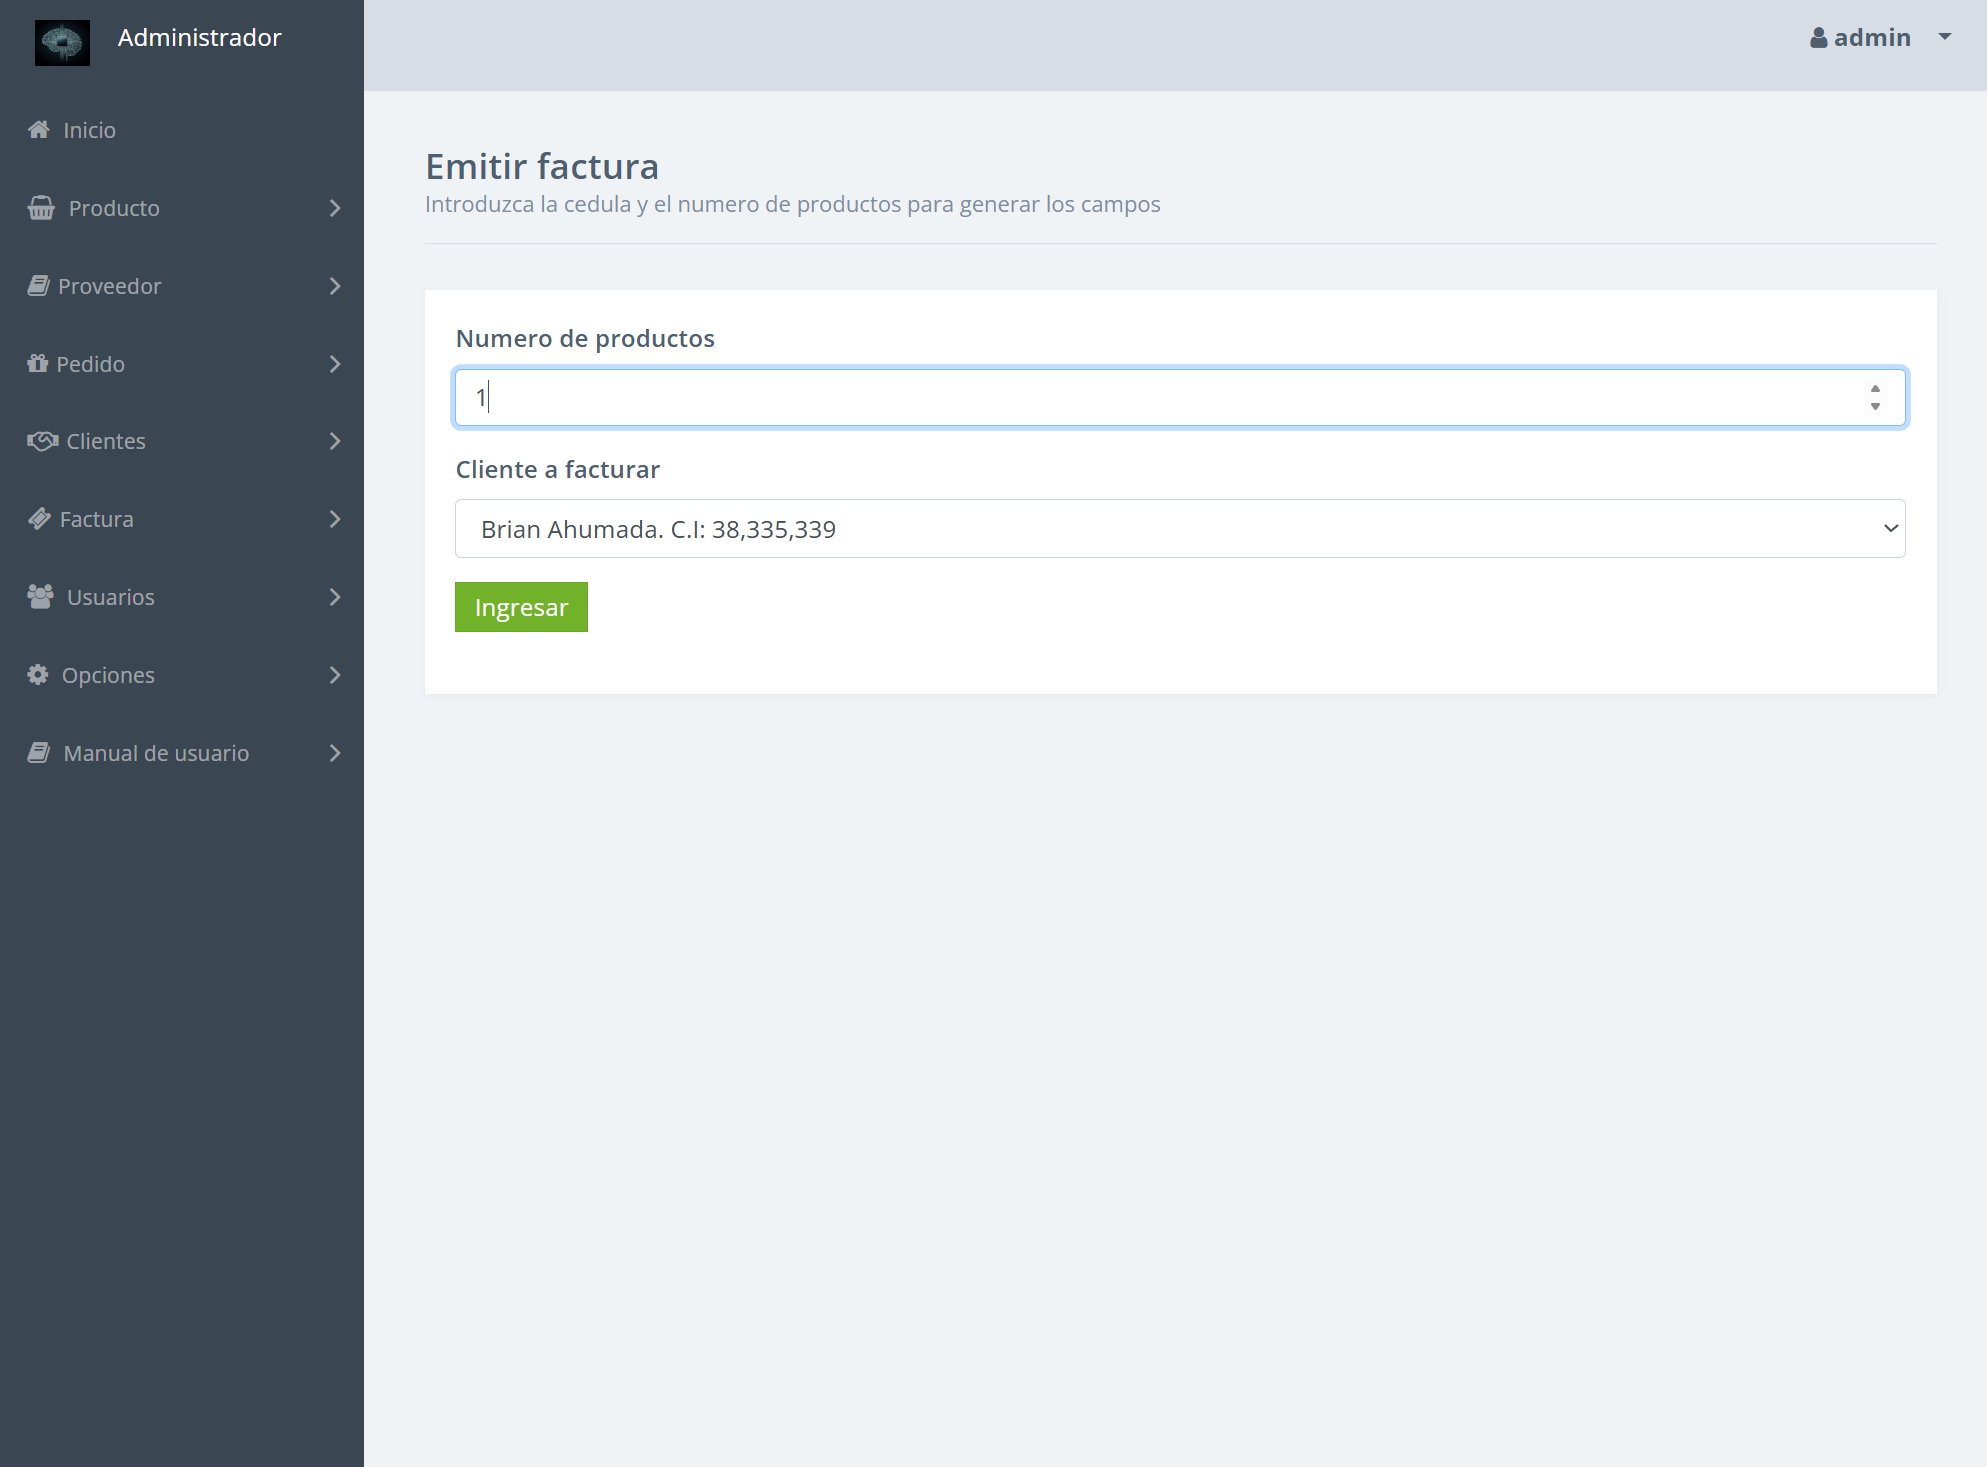 Administrador
admin
Inicio
Producto
Proveedor
Pedido
Clientes
Factura
Usuarios
Opciones
Manual de usuario
Emitir factura
Introduzca la cedula y el numero de productos para generar los campos
Numero de productos
1
Cliente a facturar
Brian Ahumada. C.I: 38,335,339
Ingresar